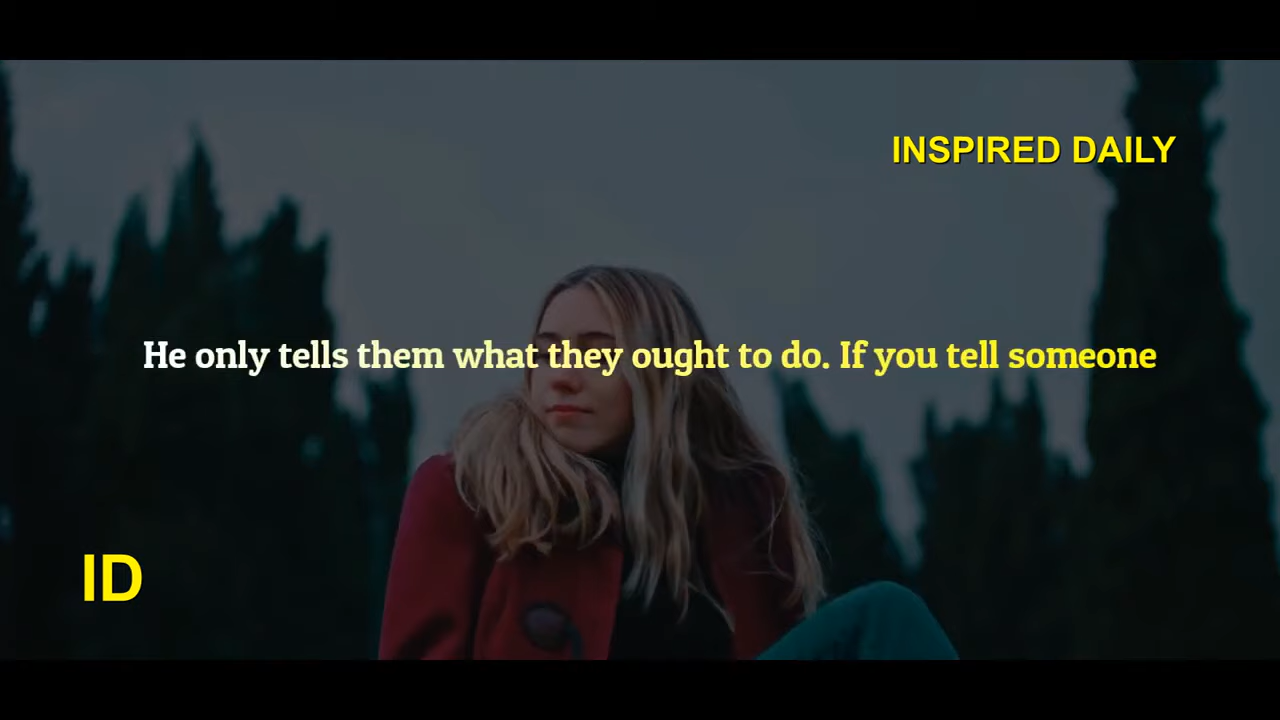 INSPIRED DAILY
He only tells them what they ought to do. If you tell someone
ID